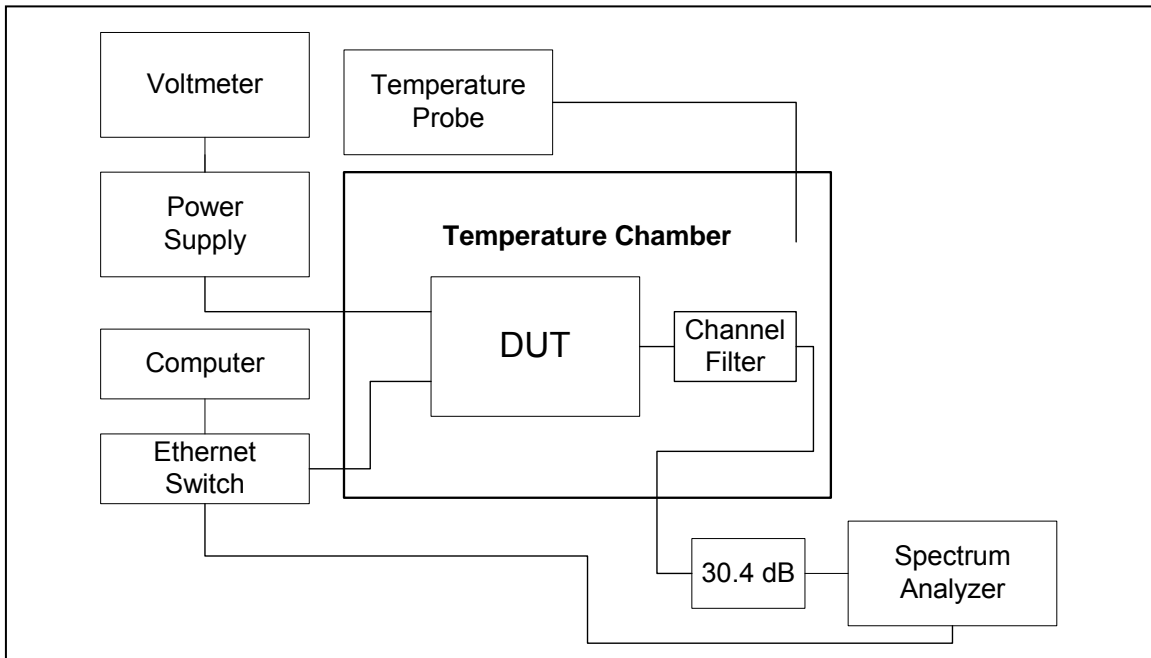 Voltmeter
Temperature
Probe
Power
Supply
Temperature Chamber
DUT
Channel
Filter
Computer
Ethernet
Switch
30.4 dB
Spectrum
Analyzer